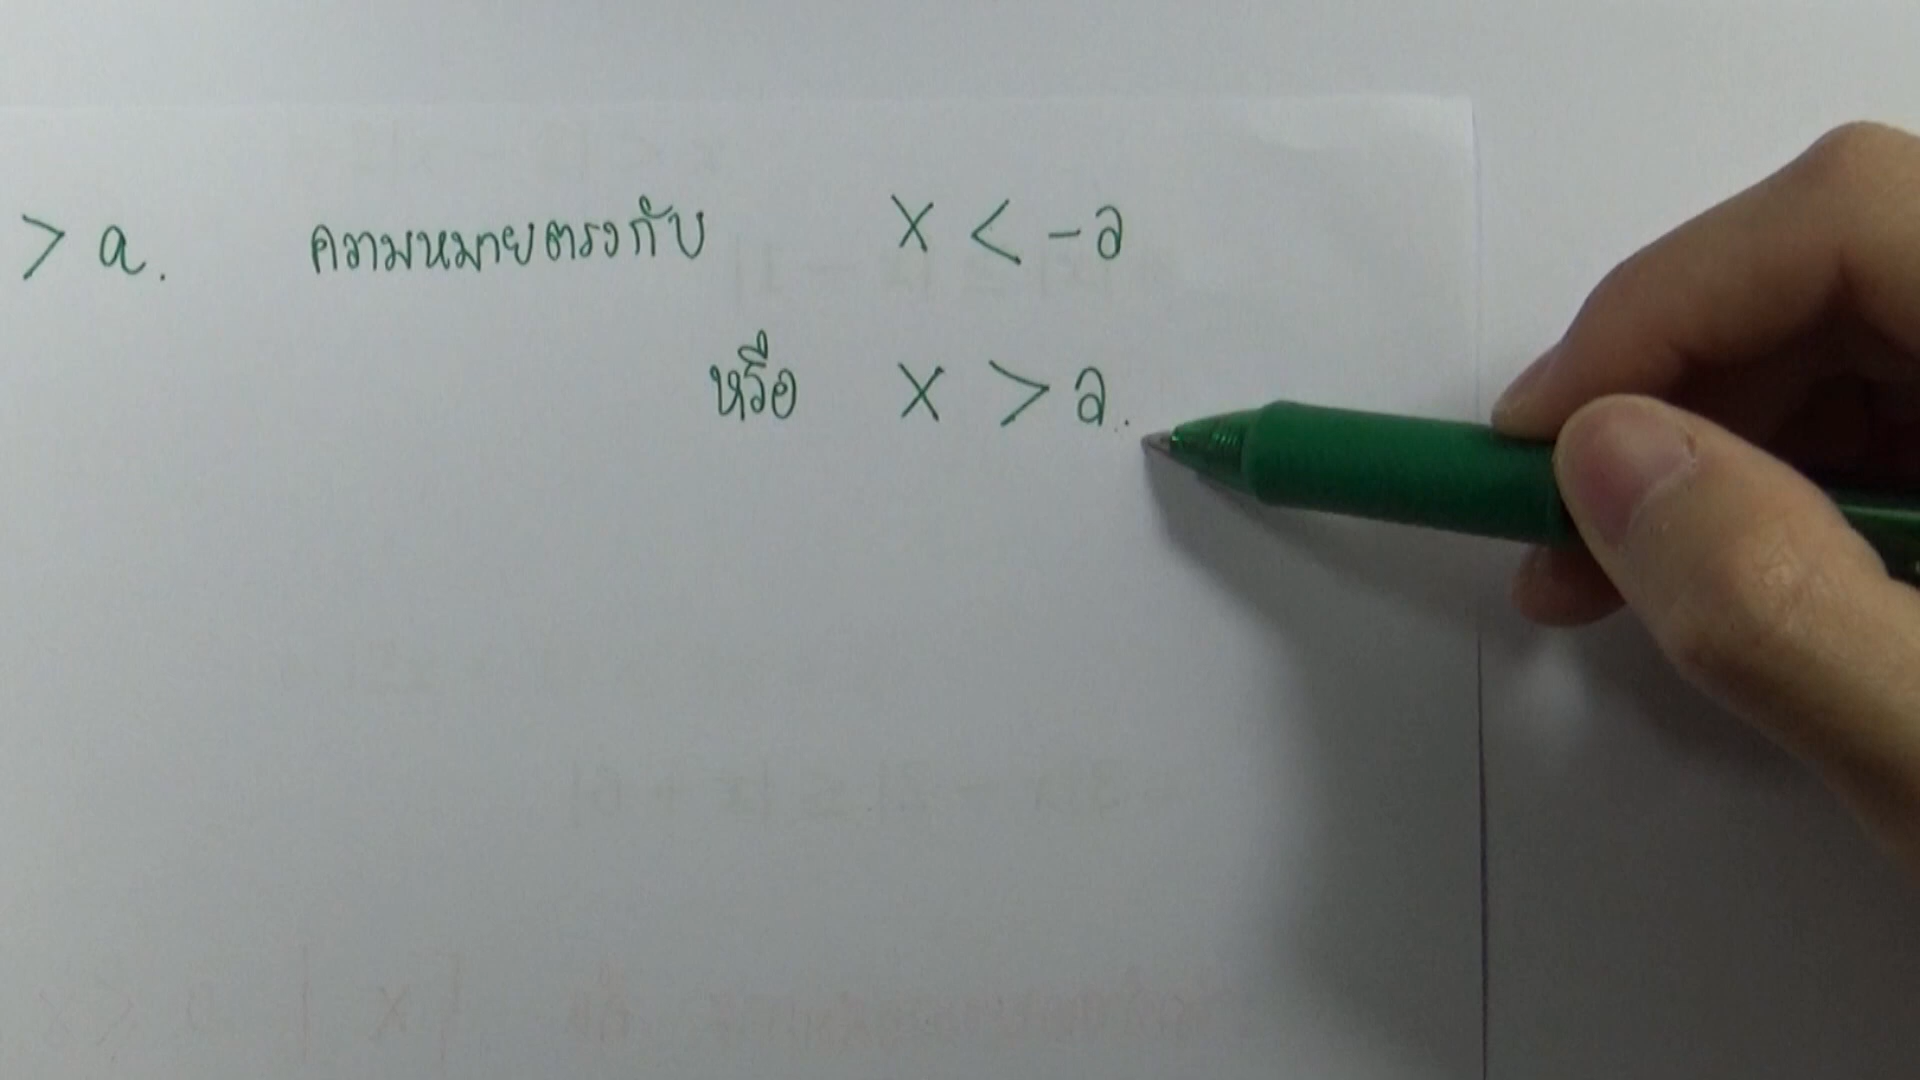 > a. ความหมายตรงกับ x < -a
หรือ x > a.